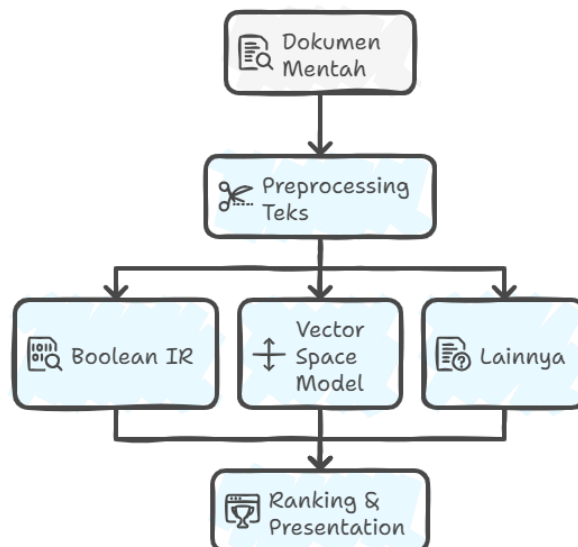 Dokumen
Mentah
Preprocessing
Teks
Boolean IR
Vector
Space
Model
Lainnya
Ranking &
Presentation